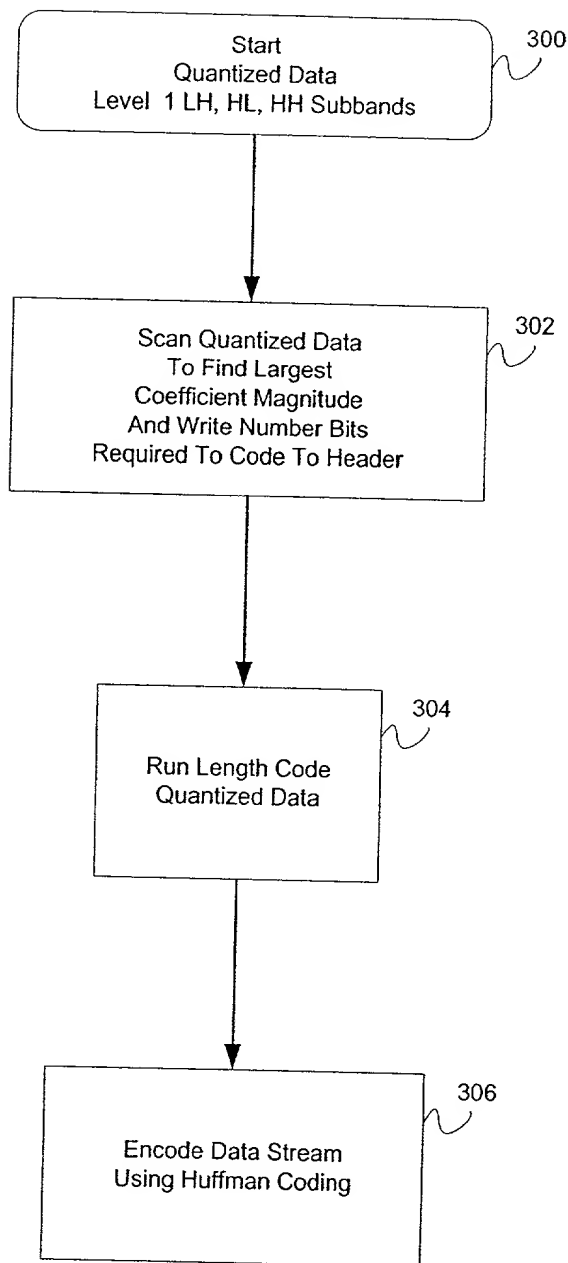 Start
Quantized Data
Level 1 LH, HL, HH Subbands
300
Scan Quantized Data
To Find Largest
Coefficient Magnitude
And Write Number Bits
Required To Code To Header
302
Run Length Code
Quantized Data
304
Encode Data Stream
Using Huffman Coding
306